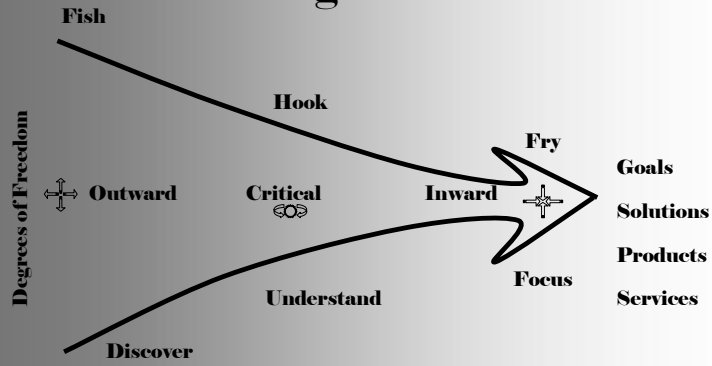 Fish
Hook
Fry
Degrees of Freedom
Outward
Critical
Inward
Goals
Solutions
Products
Services
Focus
Understand
Discover